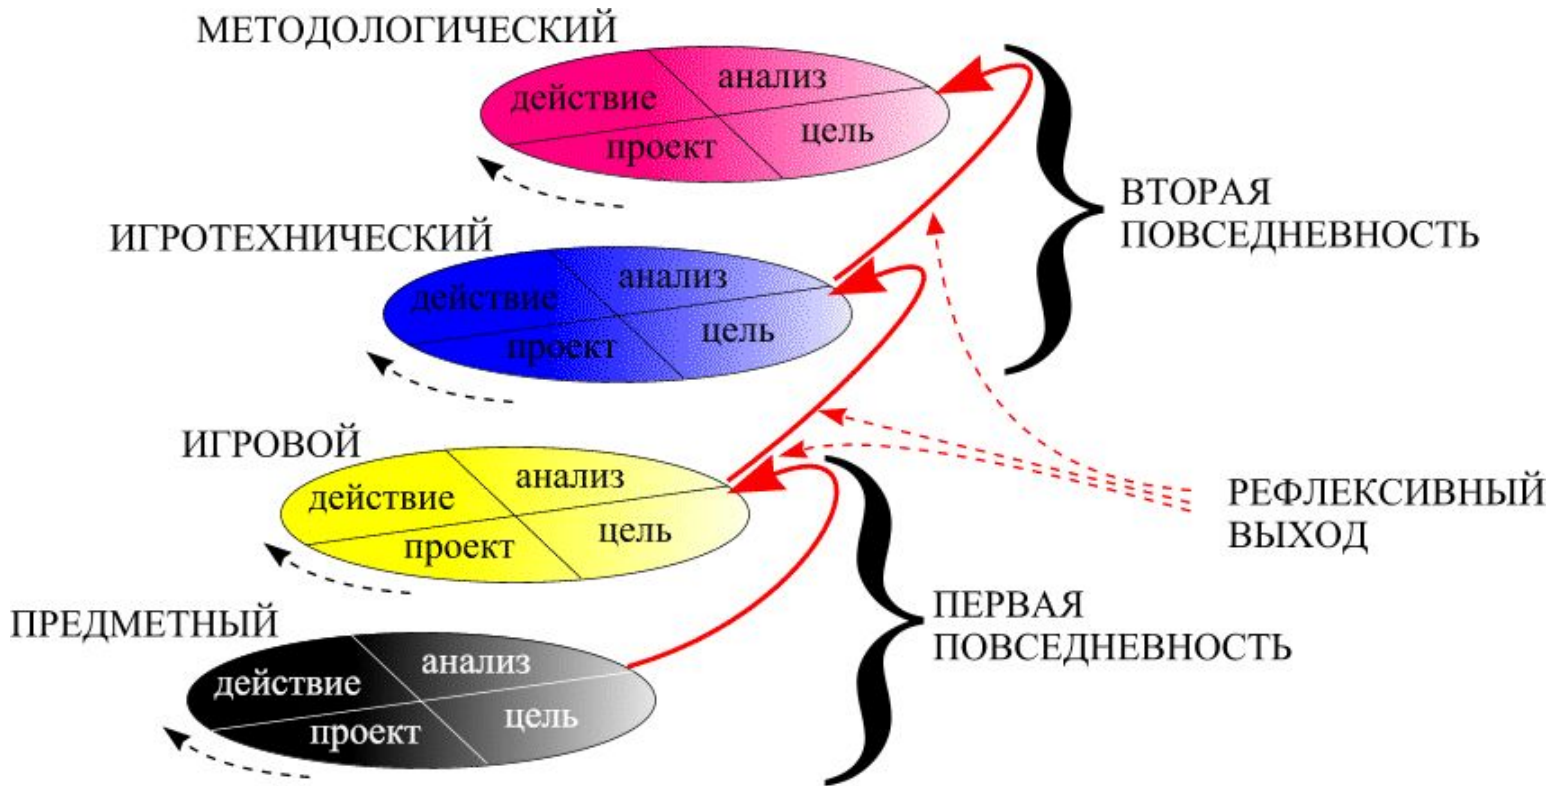 МЕТОДОЛОГИЧЕСКИЙ
анализ
действие
цель
проект
ВТОРАЯ
ПОВСЕДНЕВНОСТЬ
ИГРОТЕХНИЧЕСКИЙ
анализ
действие
цель
проект
ИГРОВОЙ
анализ
действие
цель
проект
РЕФЛЕКСИВНЫЙ
ВЫХОД
ПРЕДМЕТНЫЙ
анализ
действие
цель
проект
ПЕРВАЯ
ПОВСЕДНЕВНОСТЬ